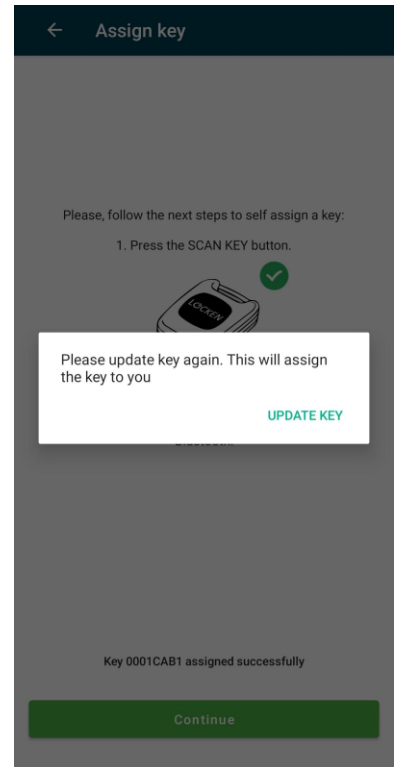 Assign key
Please, follow the next steps to self assign a key:
1. Press the SCAN KEY button.
LOCKEN
Please update key again. This will assign
the key to you
UPDATE KEY
Key 0001CAB1 assigned successfully
Continue